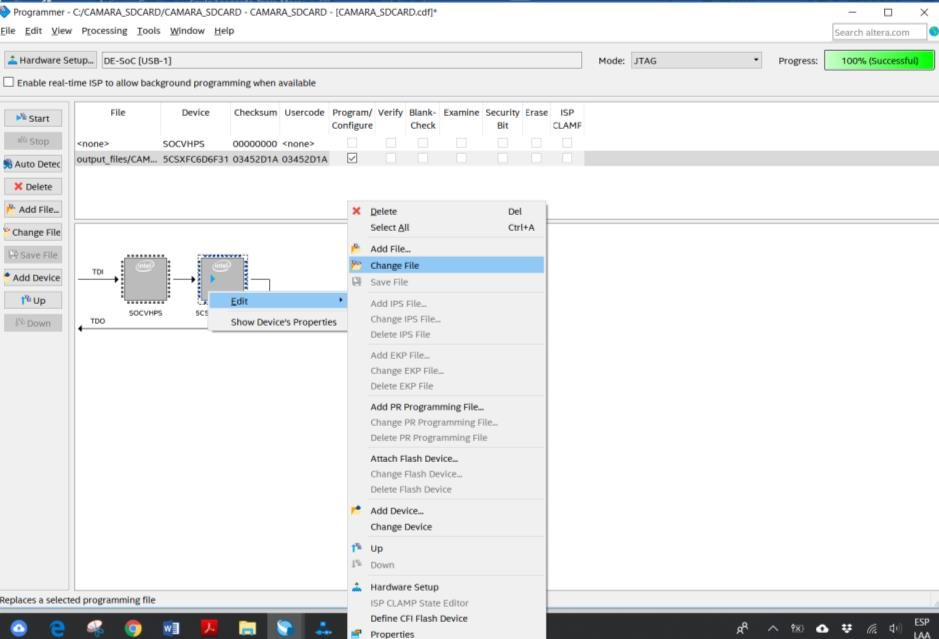 Programmer - C:/CAMARA_SDCARD/CAMARA_SDCARD - CAMARA_SDCARD - [CAMARA_SDCARD.cdf]*
File Edit View Processing Tools Window Help
Search altera.com
Hardware Setup... DE-SoC [USB-1] Mode: JTAG Progress: 100% (Successful)
Enable real-time ISP to allow background programming when available
File Device Checksum Usercode Program/ Verify Blank- Examine Security Erase ISP
Configure Check Bit CLAMP
<none> SOCVHPS 00000000 <none>
output_files/CAM... 5CSXFC6D6F31 03452D1A 03452D1A
Start
Stop
Auto Detec
Delete
Add File...
Change File
Save File
Add Device
Up
Down
TDI
intel
intel
SOCVHPS
5CS
TDO
Edit
Show Device's Properties
Delete Del
Select All Ctrl+A
Add File...
Change File
Save File
Add IPS File...
Change IPS File...
Delete IPS File
Add EKP File...
Change EKP File...
Delete EKP File
Add PR Programming File...
Change PR Programming File...
Delete PR Programming File
Attach Flash Device...
Change Flash Device...
Delete Flash Device
Add Device...
Change Device
Up
Down
Hardware Setup
ISP CLAMP State Editor
Define CFI Flash Device
Properties
Replaces a selected programming file
ESP
LAA